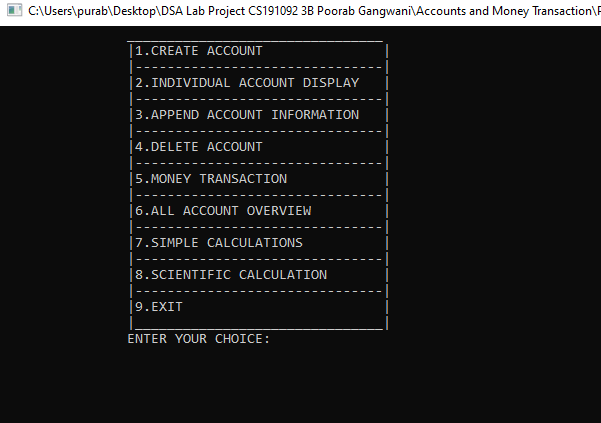 C:\Users\purab\Desktop\DSA Lab Project CS191092 3B Poorab Gangwani\Accounts and Money Transaction\
1.CREATE ACCOUNT
2.INDIVIDUAL ACCOUNT DISPLAY
3.APPEND ACCOUNT INFORMATION
4.DELETE ACCOUNT
5.MONEY TRANSACTION
6.ALL ACCOUNT OVERVIEW
7.SIMPLE CALCULATIONS
8.SCIENTIFIC CALCULATION
9.EXIT
ENTER YOUR CHOICE: